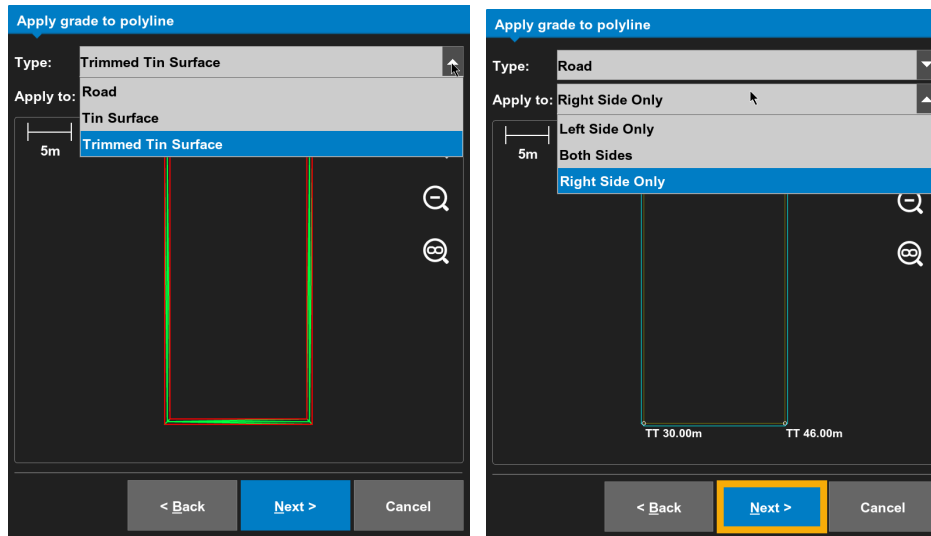 Apply grade to polyline
Type: Trimmed Tin Surface
Apply to: Road
Tin Surface
Trimmed Tin Surface
5m
< Back Next > Cancel
Apply grade to polyline
Type: Road
Apply to: Right Side Only
Left Side Only
Both Sides
Right Side Only
5m
TT 30.00m TT 46.00m
< Back Next > Cancel